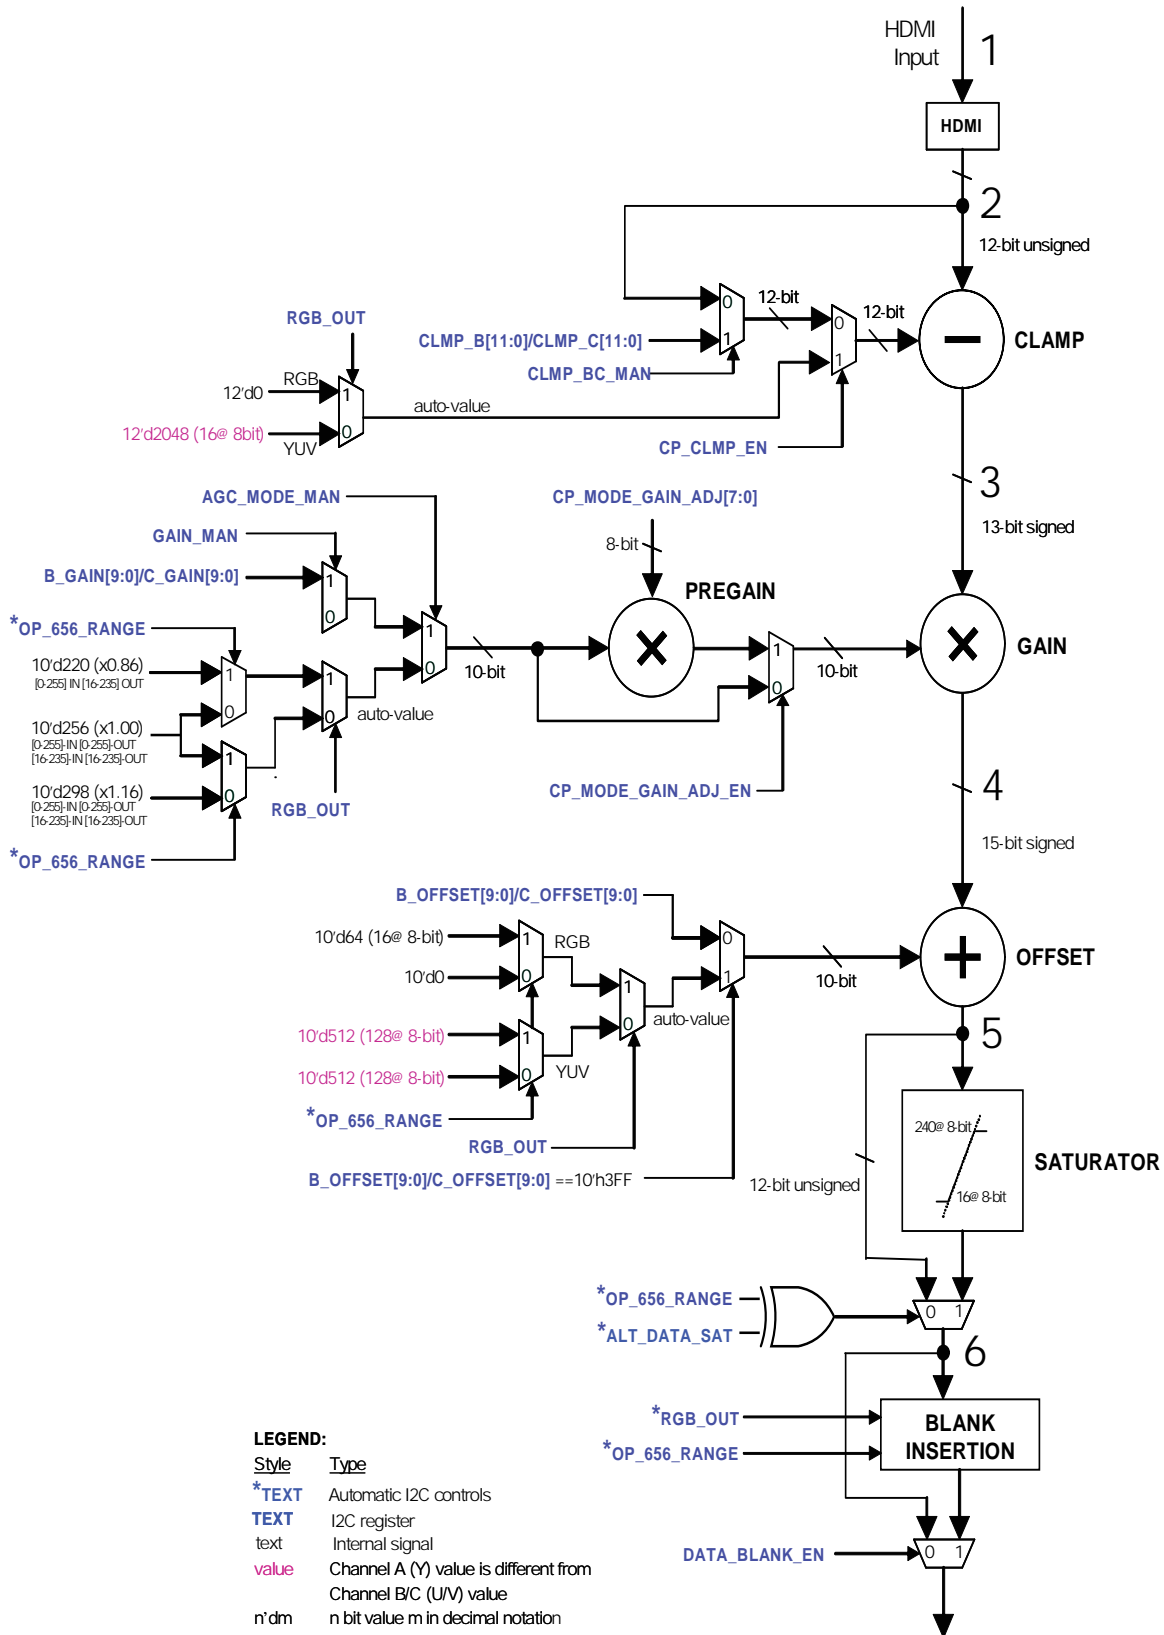 HDMI
Input
1
HDMI
2
12-bit unsigned
0
12-bit
12-bit
RGB_OUT
0
CLMP_B[11:0]/CLMP_C[11:0]
1
CLAMP
1
CLMP_BC_MAN
RGB
12'd0
1
auto-value
12'd2048 (16@ 8bit)
0
YUV
CP_CLMP_EN
3
AGC_MODE_MAN
CP_MODE_GAIN_ADJ[7:0]
13-bit signed
GAIN_MAN
8-bit
B_GAIN[9:0]/C_GAIN[9:0]
1
PREGAIN
0
*OP_656_RANGE
1
1
GAIN
10'd220 (x0.86)
[0-255] IN [16-235] OUT
1
1
0
10-bit
10-bit
0
0
0
auto-value
10'd256 (x1.00)
[0-255]-IN [0-255]-OUT
[16-235]-IN [16-235]-OUT
1
10'd298 (x1.16)
0
[0-255]-IN [0-255]-OUT
[16-235]-IN [16-235]-OUT
RGB_OUT
CP_MODE_GAIN_ADJ_EN
4
*OP_656_RANGE
15-bit signed
B_OFFSET[9:0]/C_OFFSET[9:0]
10'd64 (16@ 8-bit)
1
RGB
0
OFFSET
10'd0
0
1
1
10-bit
10'd512 (128@ 8-bit)
1
0
auto-value
5
10'd512 (128@ 8-bit)
0
YUV
*OP_656_RANGE
240@ 8-bit
RGB_OUT
SATURATOR
B_OFFSET[9:0]/C_OFFSET[9:0] ==10'h3FF
12-bit unsigned
16@ 8-bit
*OP_656_RANGE
0 1
*ALT_DATA_SAT
6
*RGB_OUT
BLANK
INSERTION
*OP_656_RANGE
DATA_BLANK_EN
0 1
LEGEND:
Style Type
*TEXT Automatic I2C controls
TEXT I2C register
text Internal signal
value Channel A (Y) value is different from
Channel B/C (U/V) value
n'dm n bit value m in decimal notation